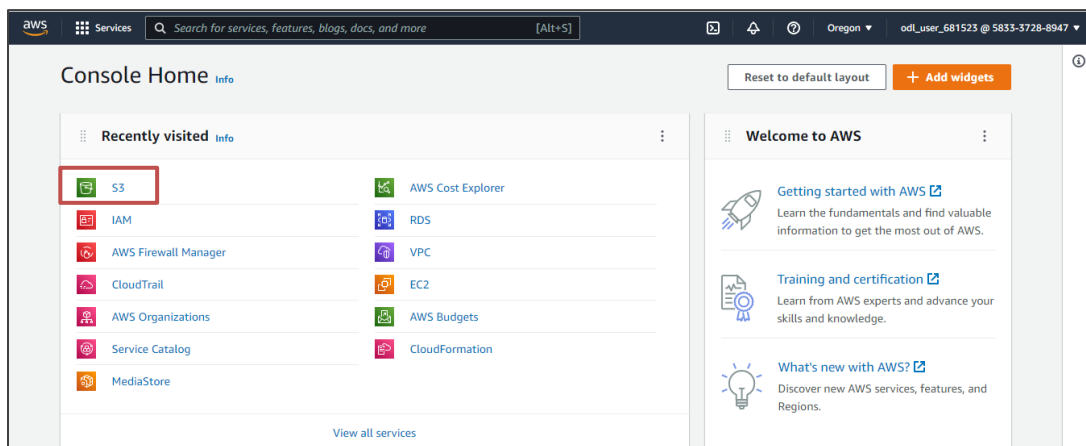 aws Services Search for services, features, blogs, docs, and more [Alt+S] Oregon ▼ odl_user_681523 @ 5833-3728-8947 ▼
Console Home Info
Reset to default layout
+ Add widgets
Recently visited Info
S3
IAM
AWS Firewall Manager
CloudTrail
AWS Organizations
Service Catalog
MediaStore
AWS Cost Explorer
RDS
VPC
EC2
AWS Budgets
CloudFormation
View all services
Welcome to AWS
Getting started with AWS
Learn the fundamentals and find valuable
information to get the most out of AWS.
Training and certification
Learn from AWS experts and advance your
skills and knowledge.
What's new with AWS?
Discover new AWS services, features, and
Regions.